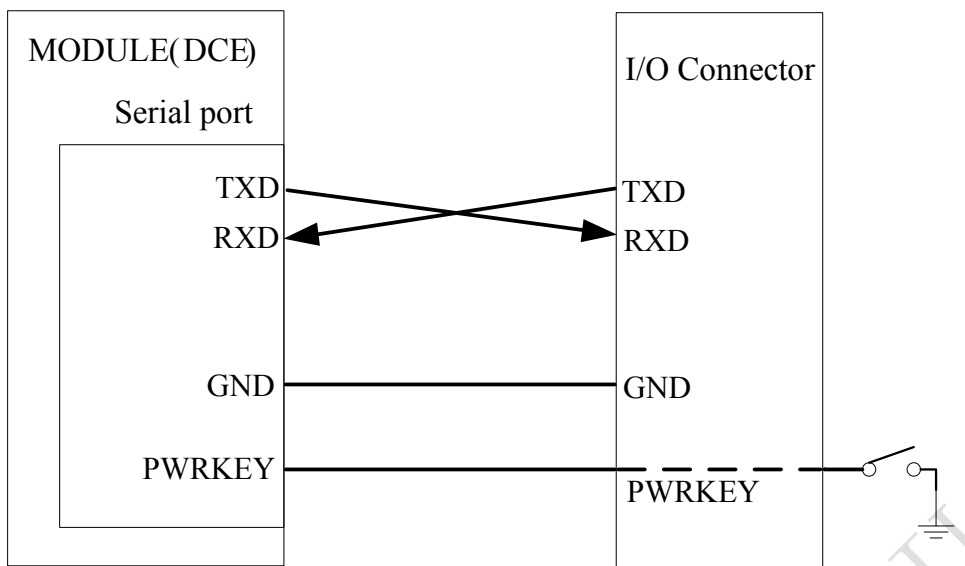 MODULE(DCE)
Serial port
I/O Connector
TXD
TXD
RXD
RXD
GND
GND
PWRKEY
PWRKEY